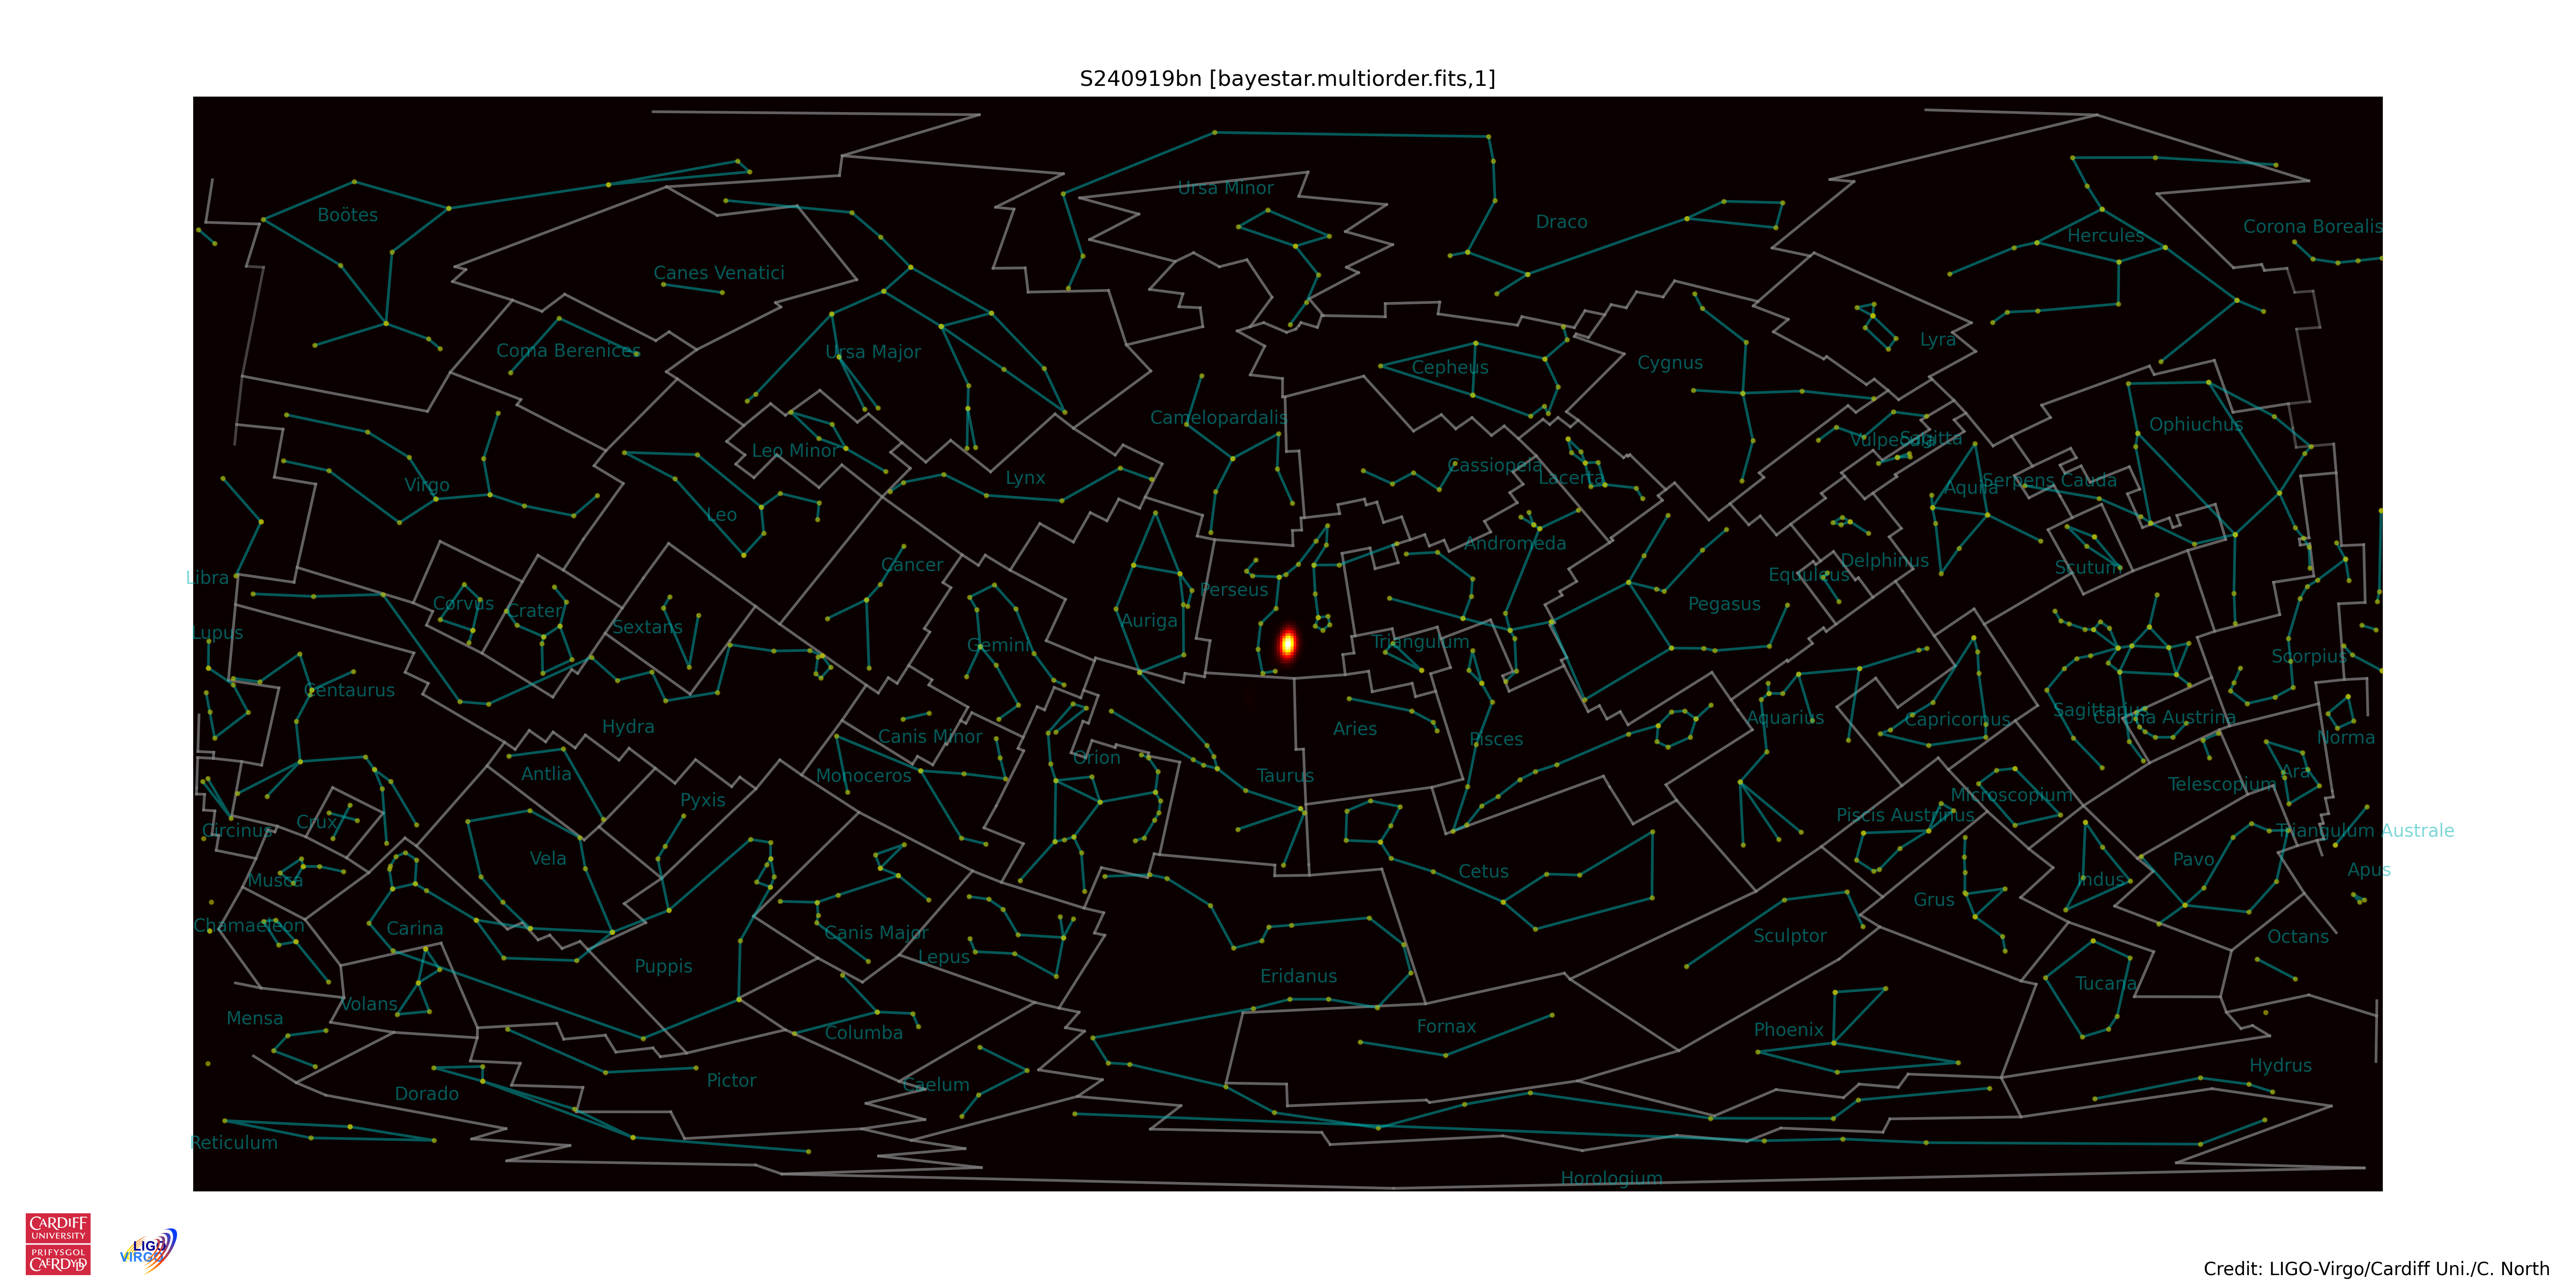 S240919bn [bayestar.multiorder.fits,1]
Ursa Minor
Boötes
Draco
Corona Borealis
Hercules
Canes Venatici
Lyra
Coma Berenices
Ursa Major
Cygnus
Cepheus
Camelopardalis
Ophiuchus
Vulpecula
Sagitta
Leo Minor
Cassiopeia
Lynx
Lacerta
Serpens Cauda
Virgo
Aquila
Leo
Andromeda
Delphinus
Cancer
Scutum
Equuleus
Libra
Perseus
Corvus
Pegasus
Crater
Auriga
Sextans
Lupus
Triangulum
Gemini
Scorpius
Centaurus
Sagittarius
Corona Austrina
Aquarius
Capricornus
Hydra
Aries
Canis Minor
Norma
Pisces
Orion
Ara
Antlia
Monoceros
Taurus
Telescopium
Microscopium
Pyxis
Piscis Austrinus
Crux
Circinus
Triangulum Australe
Vela
Pavo
Apus
Cetus
Musca
Indus
Grus
Chamaeleon
Carina
Canis Major
Sculptor
Octans
Lepus
Puppis
Eridanus
Tucana
Volans
Mensa
Fornax
Phoenix
Columba
Hydrus
Pictor
Caelum
Dorado
Reticulum
Horologium
CARDIFF
UNIVERSITY
PRIFYSGOL
CAERDYDD
LIGO
VIRGO
Credit: LIGO-Virgo/Cardiff Uni./C. North